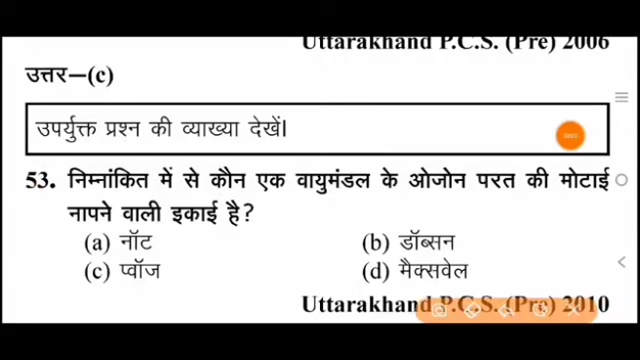 Uttarakhand P.C.S. (Pre) 2006
उत्तर–(c)
उपर्युक्त प्रश्न की व्याख्या देखें।
53. निम्नांकित में से कौन एक वायुमंडल के ओजोन परत की मोटाई
नापने वाली इकाई है?
(a) नॉट (b) डॉब्सन
(c) प्वॉज (d) मैक्सवेल
Uttarakhand P.C.S. (Pre) 2010